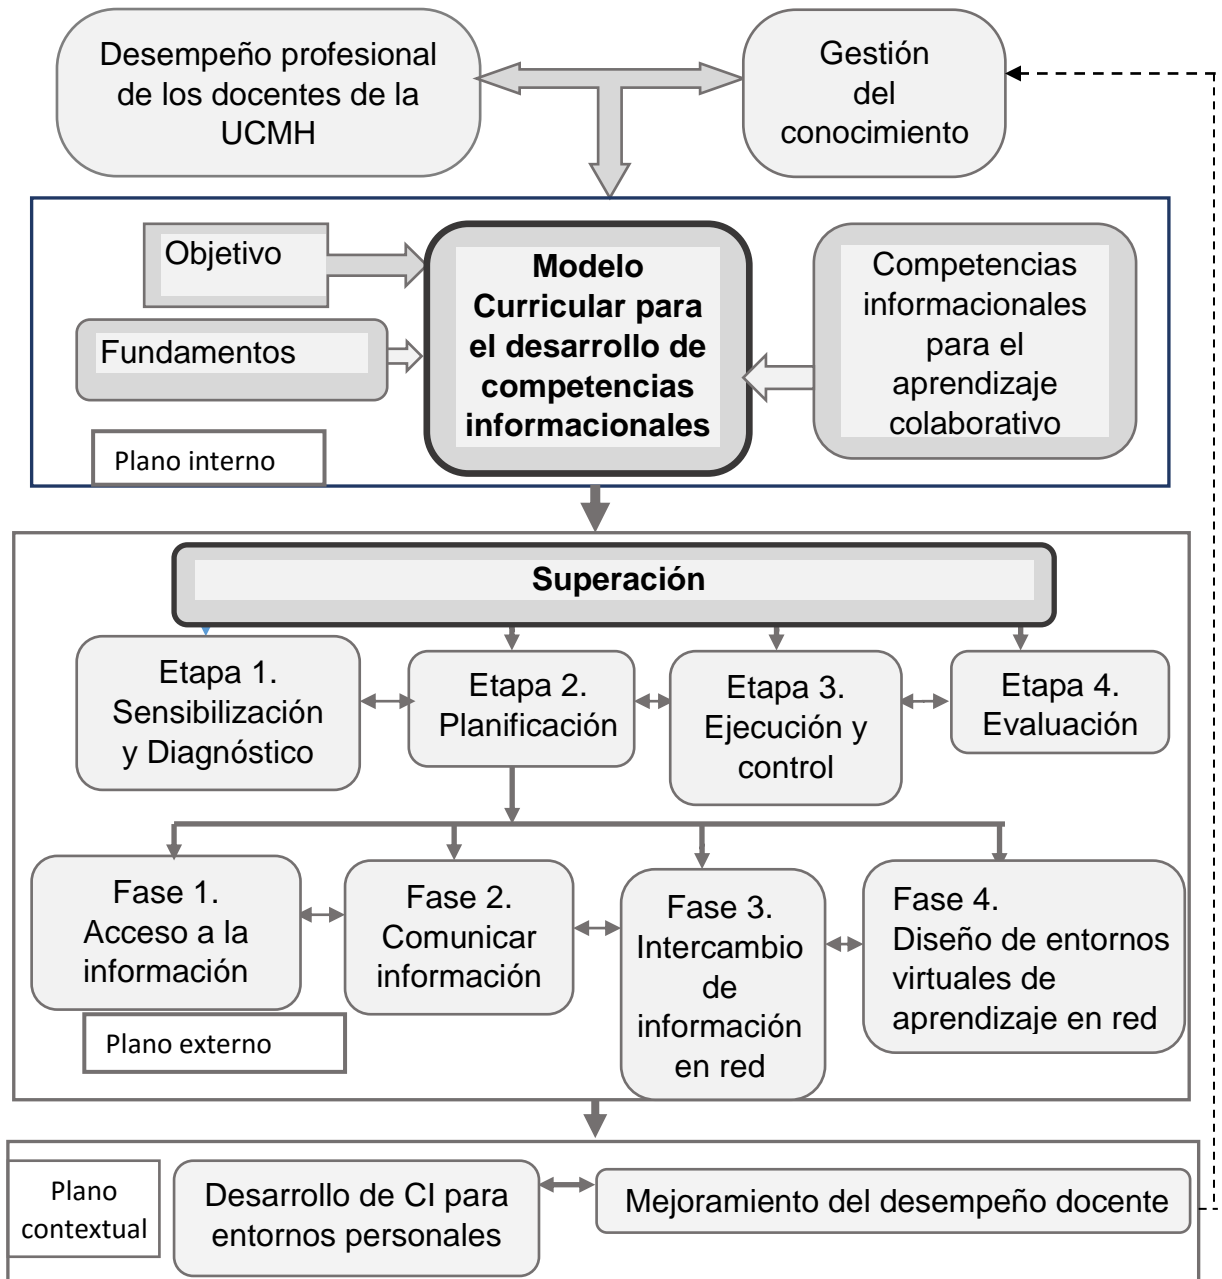 Desempeño profesional
de los docentes de la
UCMH
Gestión
del
conocimiento
Objetivo
Fundamentos
Plano interno
Modelo
Curricular para
el desarrollo de
competencias
informacionales
Competencias
informacionales
para el
aprendizaje
colaborativo
Superación
Etapa 1.
Sensibilización
y Diagnóstico
Etapa 2.
Planificación
Etapa 3.
Ejecución y
control
Etapa 4.
Evaluación
Fase 1.
Acceso a la
información
Fase 2.
Comunicar
información
Fase 3.
Intercambio
de
información
en red
Fase 4.
Diseño de entornos
virtuales de
aprendizaje en red
Plano externo
Plano
contextual
Desarrollo de CI para
entornos personales
Mejoramiento del desempeño docente